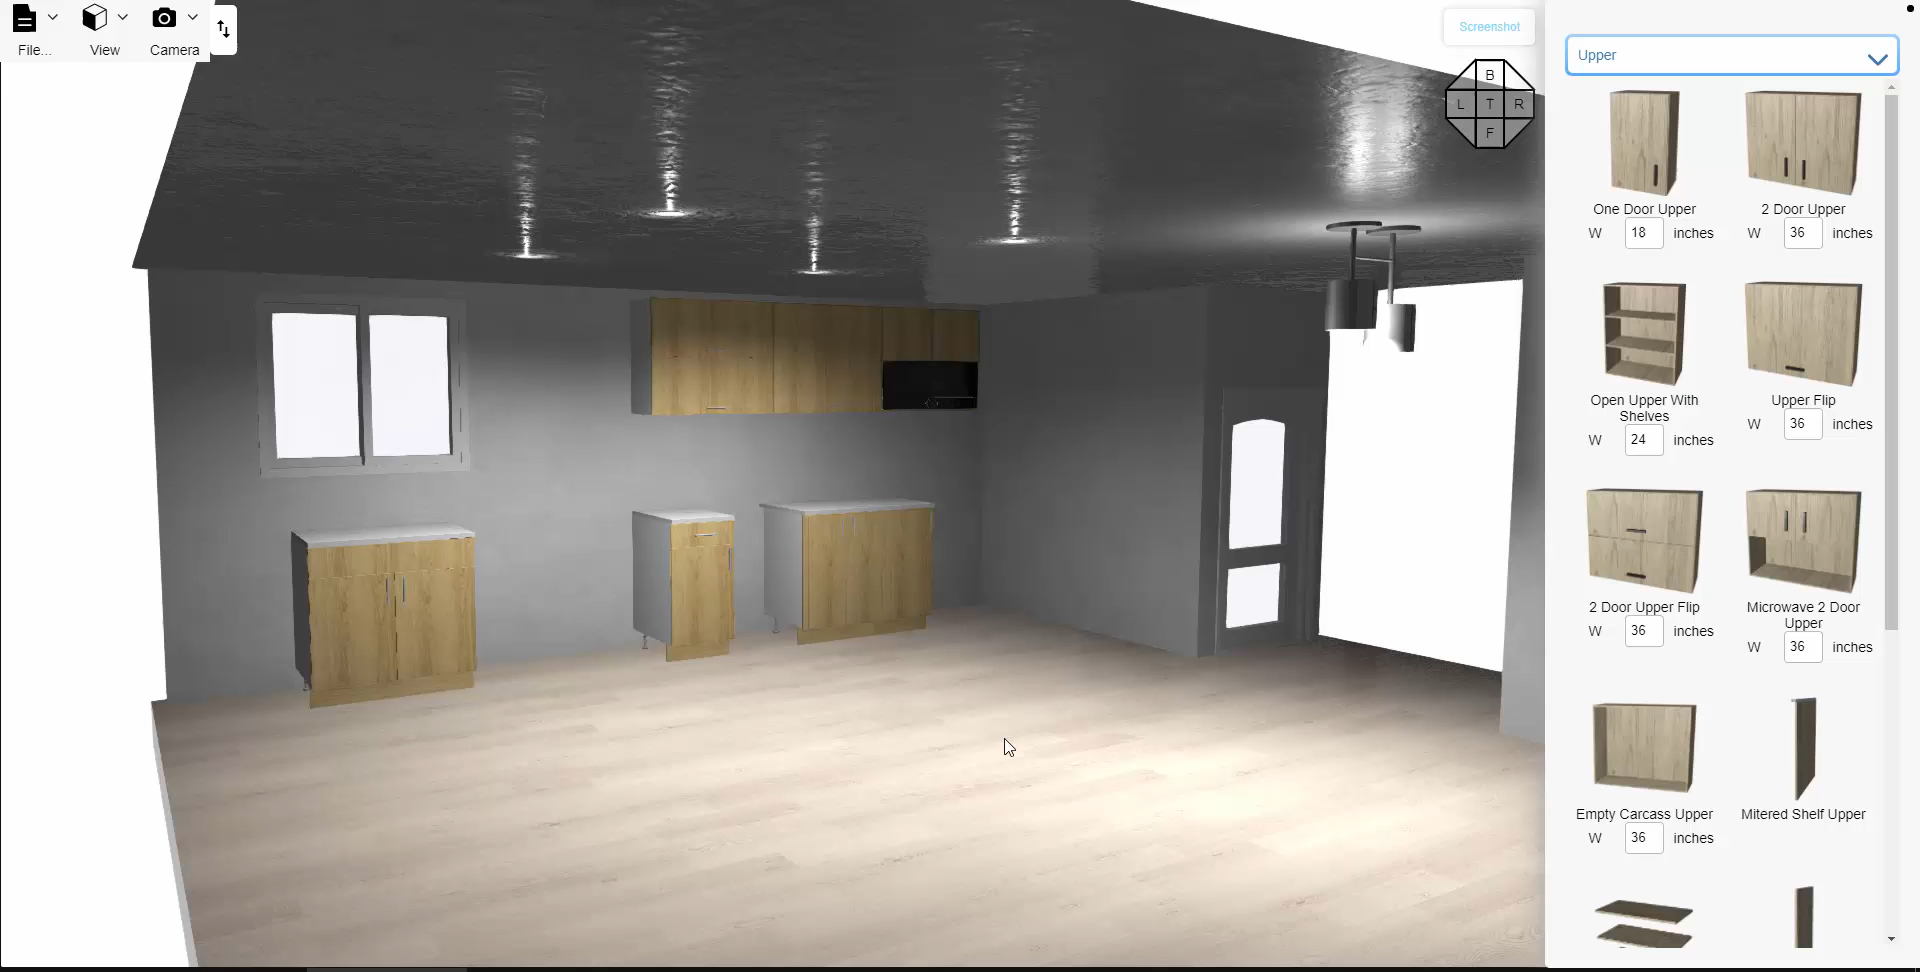 File...
View
Camera
Screenshot
B
L T R
F
Upper
One Door Upper
W 18 inches
2 Door Upper
W 36 inches
Open Upper With
Shelves
W 24 inches
Upper Flip
W 36 inches
2 Door Upper Flip
W 36 inches
Microwave 2 Door
Upper
W 36 inches
Empty Carcass Upper
W 36 inches
Mitered Shelf Upper